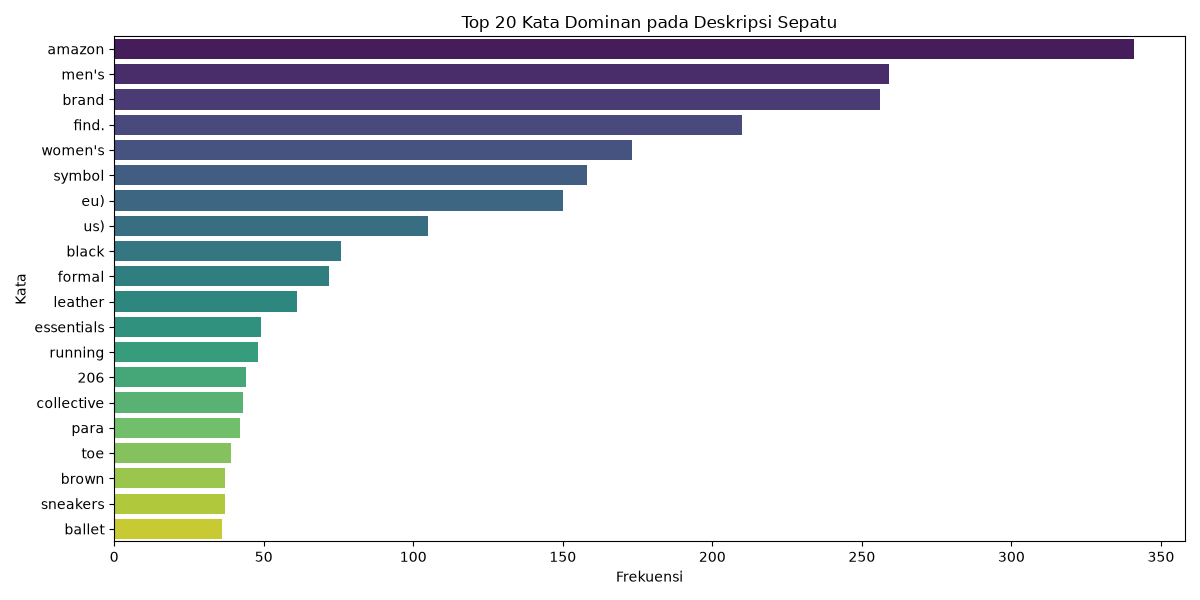 Top 20 Kata Dominan pada Deskripsi Sepatu
amazon
men's
brand
find.
women's
symbol
eu)
us)
black
formal
leather
essentials
running
206
collective
para
toe
brown
sneakers
ballet
Kata
0 50 100 150 200 250 300 350
Frekuensi